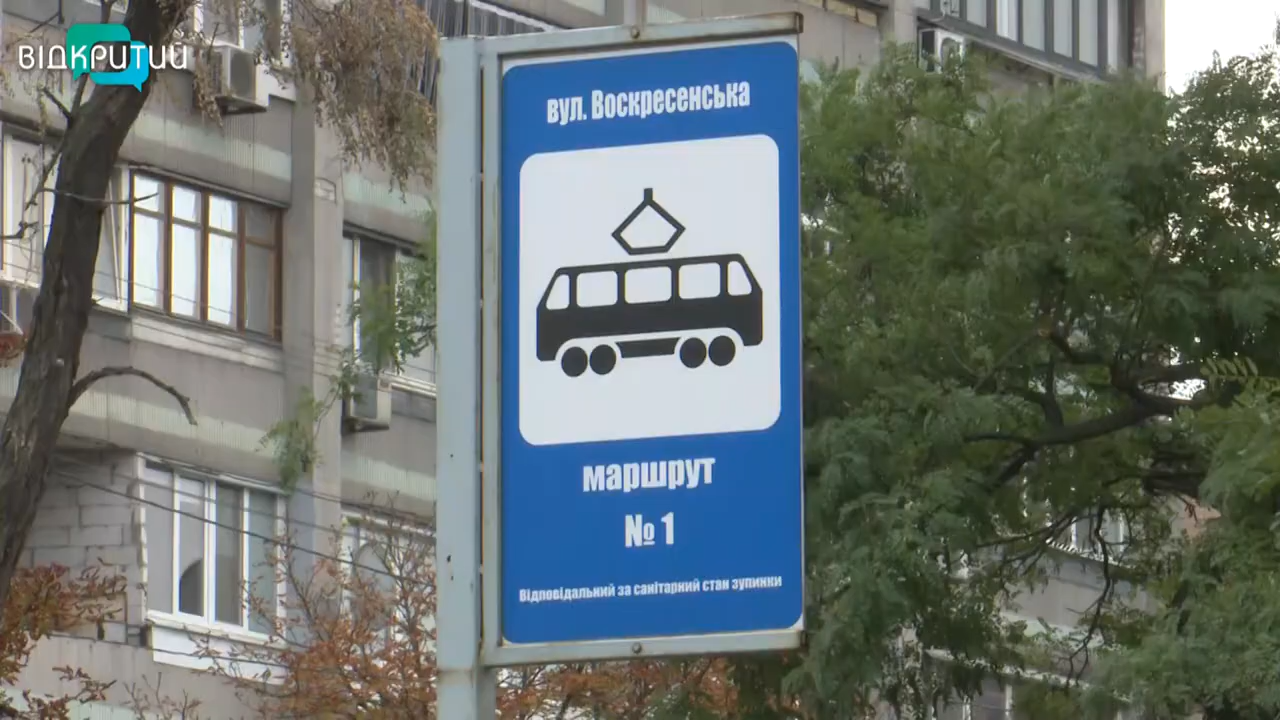 ВІДКРИТИЙ
вул. Воскресенська
маршрут
№ 1
Відповідальний за санітарний стан зупинки